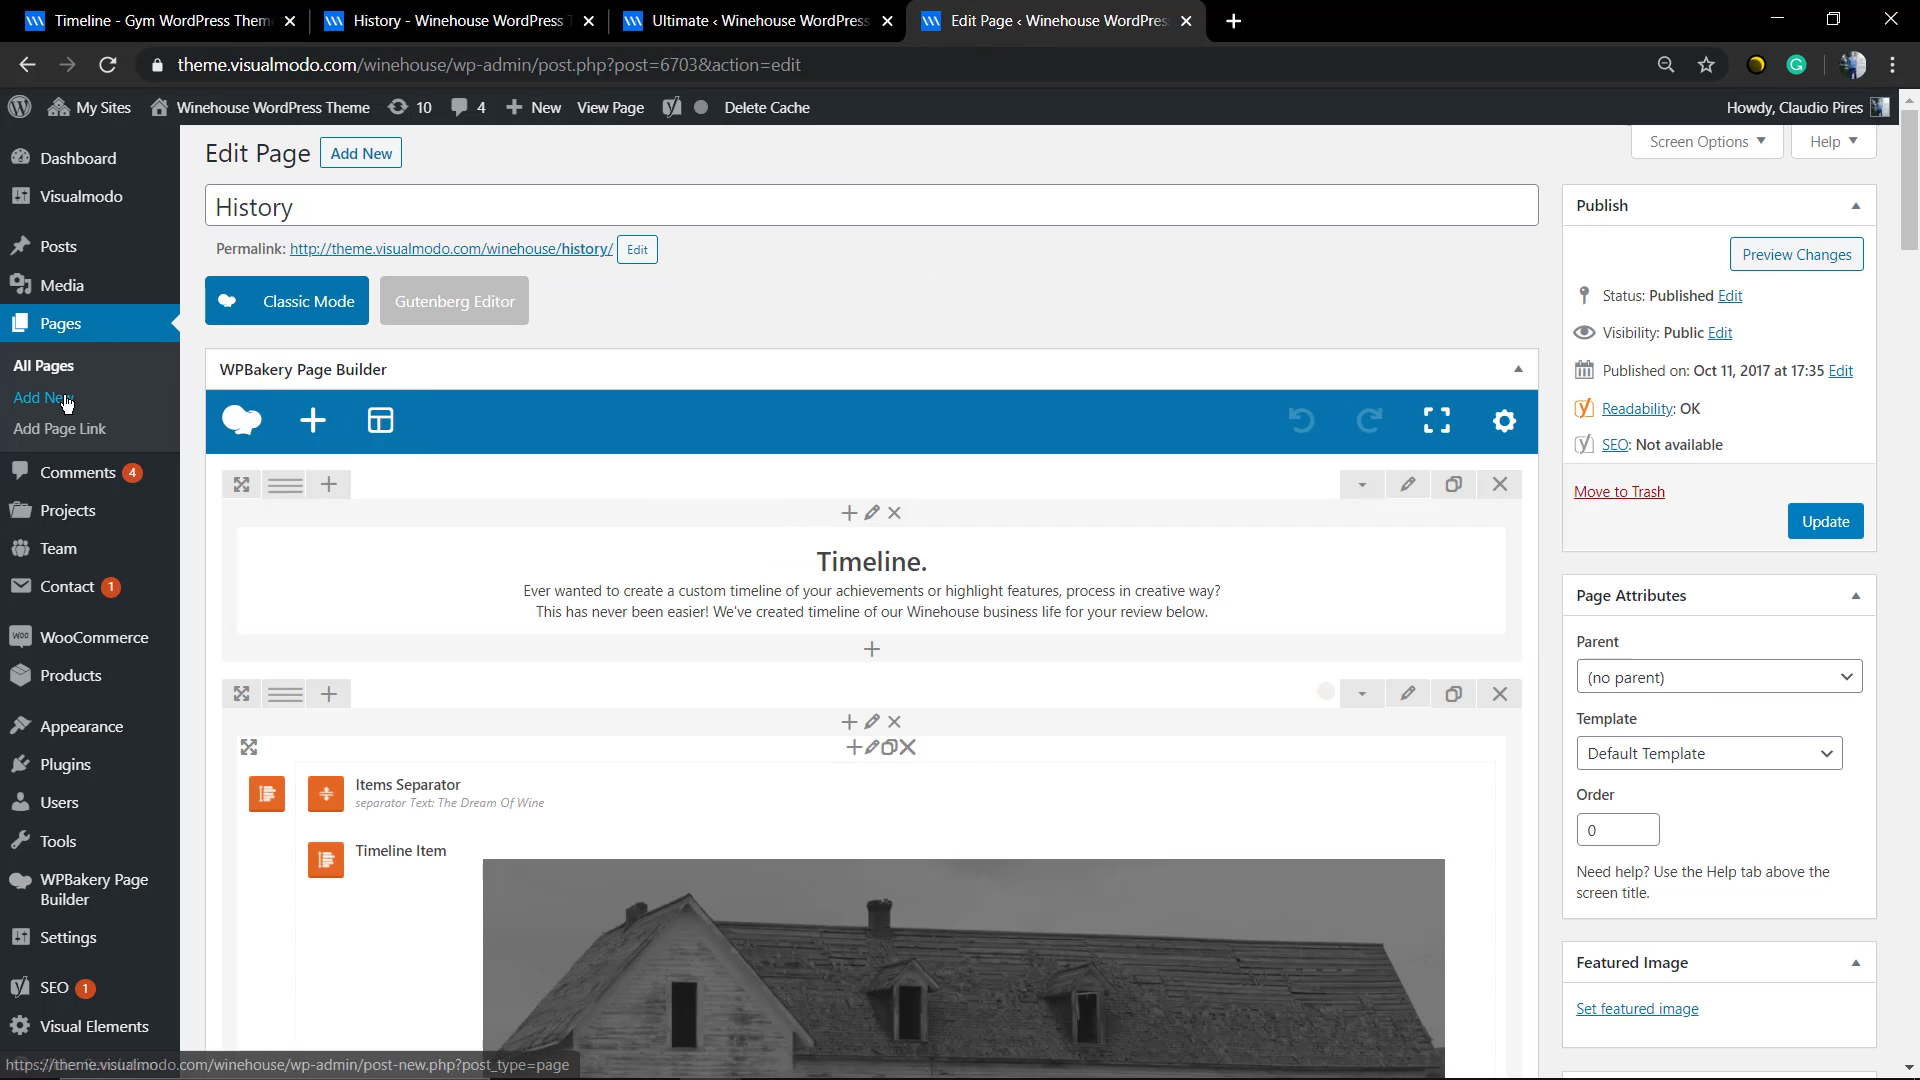 Timeline - Gym WordPress Them
History - Winehouse WordPress T
Ultimate ‹ Winehouse WordPress
Edit Page ‹ Winehouse WordPres
theme.visualmodo.com/winehouse/wp-admin/post.php?post=6703&action=edit
My Sites
Winehouse WordPress Theme
10
4
New
View Page
Delete Cache
Howdy, Claudio Pires
Dashboard
Visualmodo
Posts
Media
Pages
All Pages
Add New
Add Page Link
Comments 4
Projects
Team
Contact 1
WooCommerce
Products
Appearance
Plugins
Users
Tools
WPBakery Page
Builder
Settings
SEO 1
Visual Elements
Edit Page
Add New
Screen Options
Help
History
Permalink: http://theme.visualmodo.com/winehouse/history/
Edit
Classic Mode
Gutenberg Editor
WPBakery Page Builder
Timeline.
Ever wanted to create a custom timeline of your achievements or highlight features, process in creative way?
This has never been easier! We've created timeline of our Winehouse business life for your review below.
Items Separator
separator Text: The Dream Of Wine
Timeline Item
Publish
Preview Changes
Status: Published Edit
Visibility: Public Edit
Published on: Oct 11, 2017 at 17:35 Edit
Readability: OK
SEO: Not available
Move to Trash
Update
Page Attributes
Parent
(no parent)
Template
Default Template
Order
0
Need help? Use the Help tab above the
screen title.
Featured Image
Set featured image
https://theme.visualmodo.com/winehouse/wp-admin/post-new.php?post_type=page